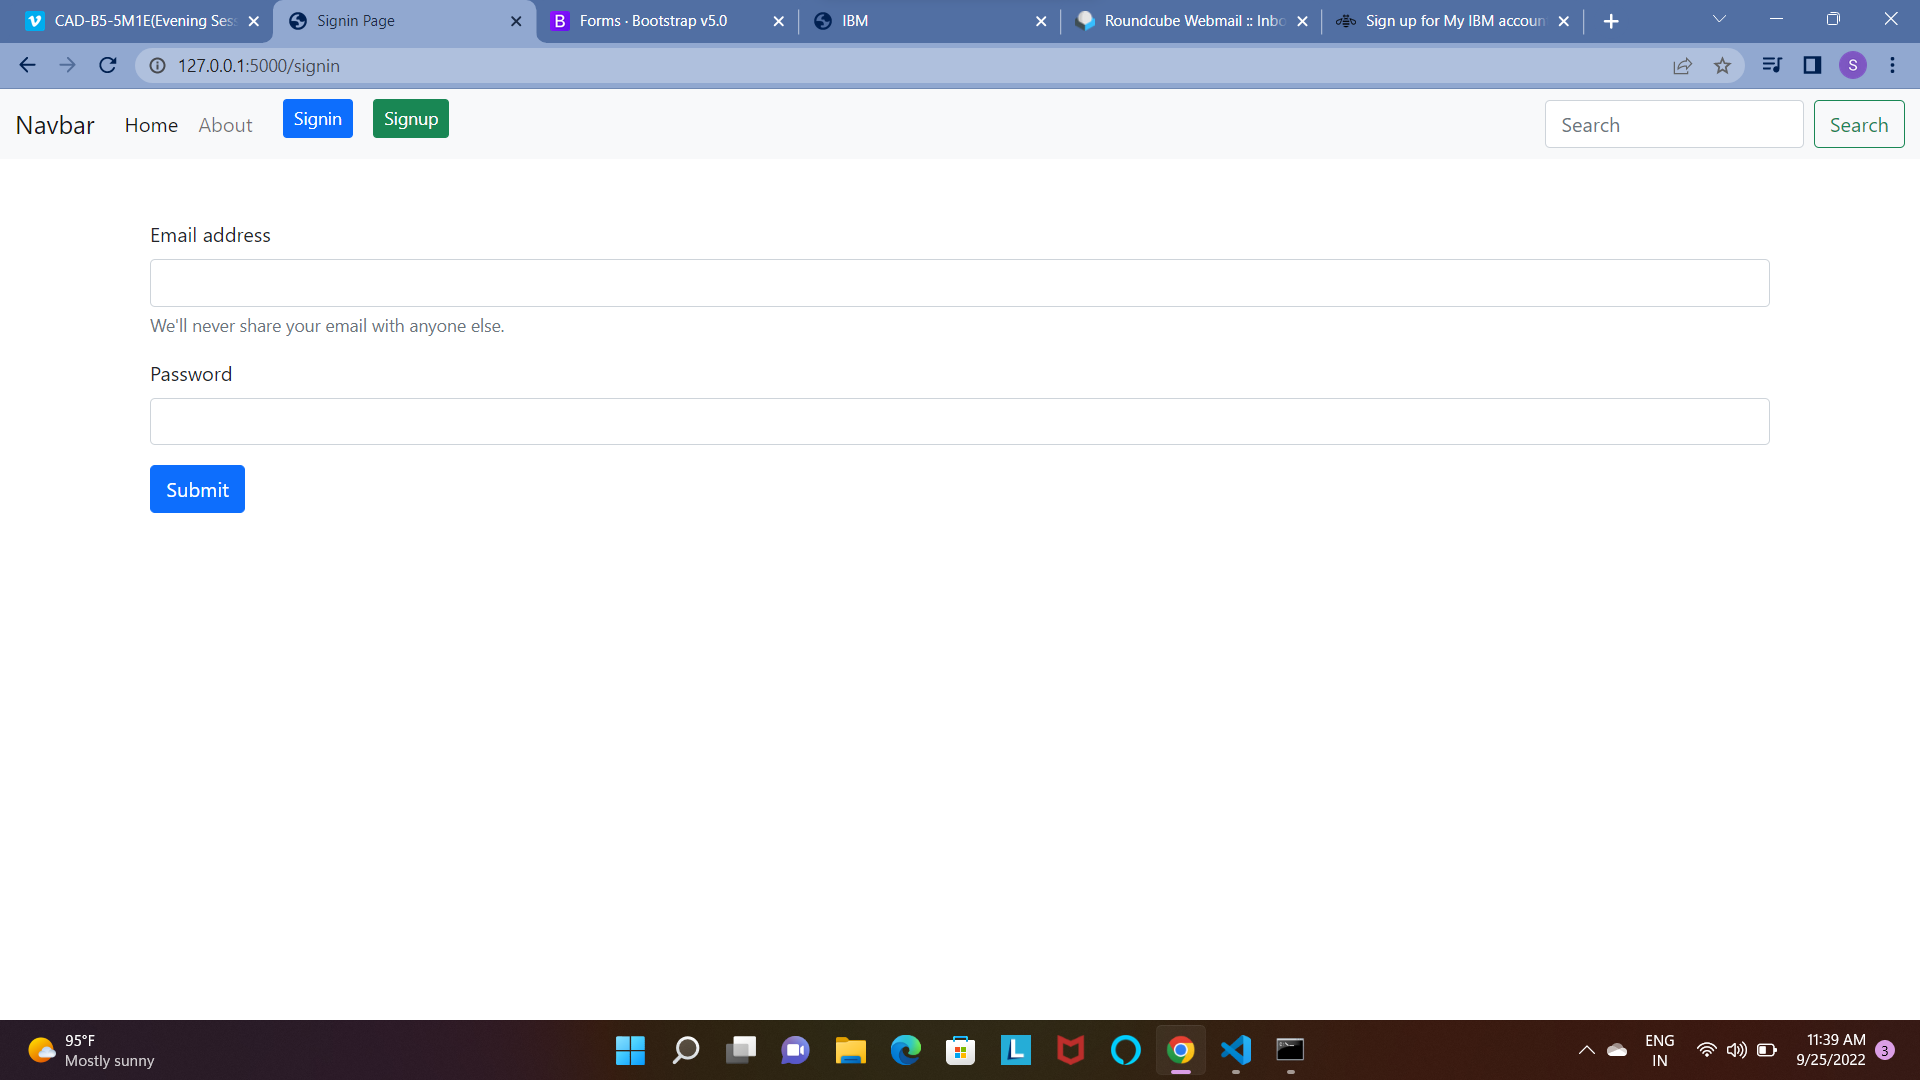 CAD-B5-5M1E(Evening Ses
Signin Page
Forms · Bootstrap v5.0
IBM
Roundcube Webmail :: Inbo
Sign up for My IBM accoun
127.0.0.1:5000/signin
S
Navbar
Home
About
Signin
Signup
Search
Search
Email address
We'll never share your email with anyone else.
Password
Submit
95°F
Mostly sunny
ENG
IN
11:39 AM
9/25/2022
3